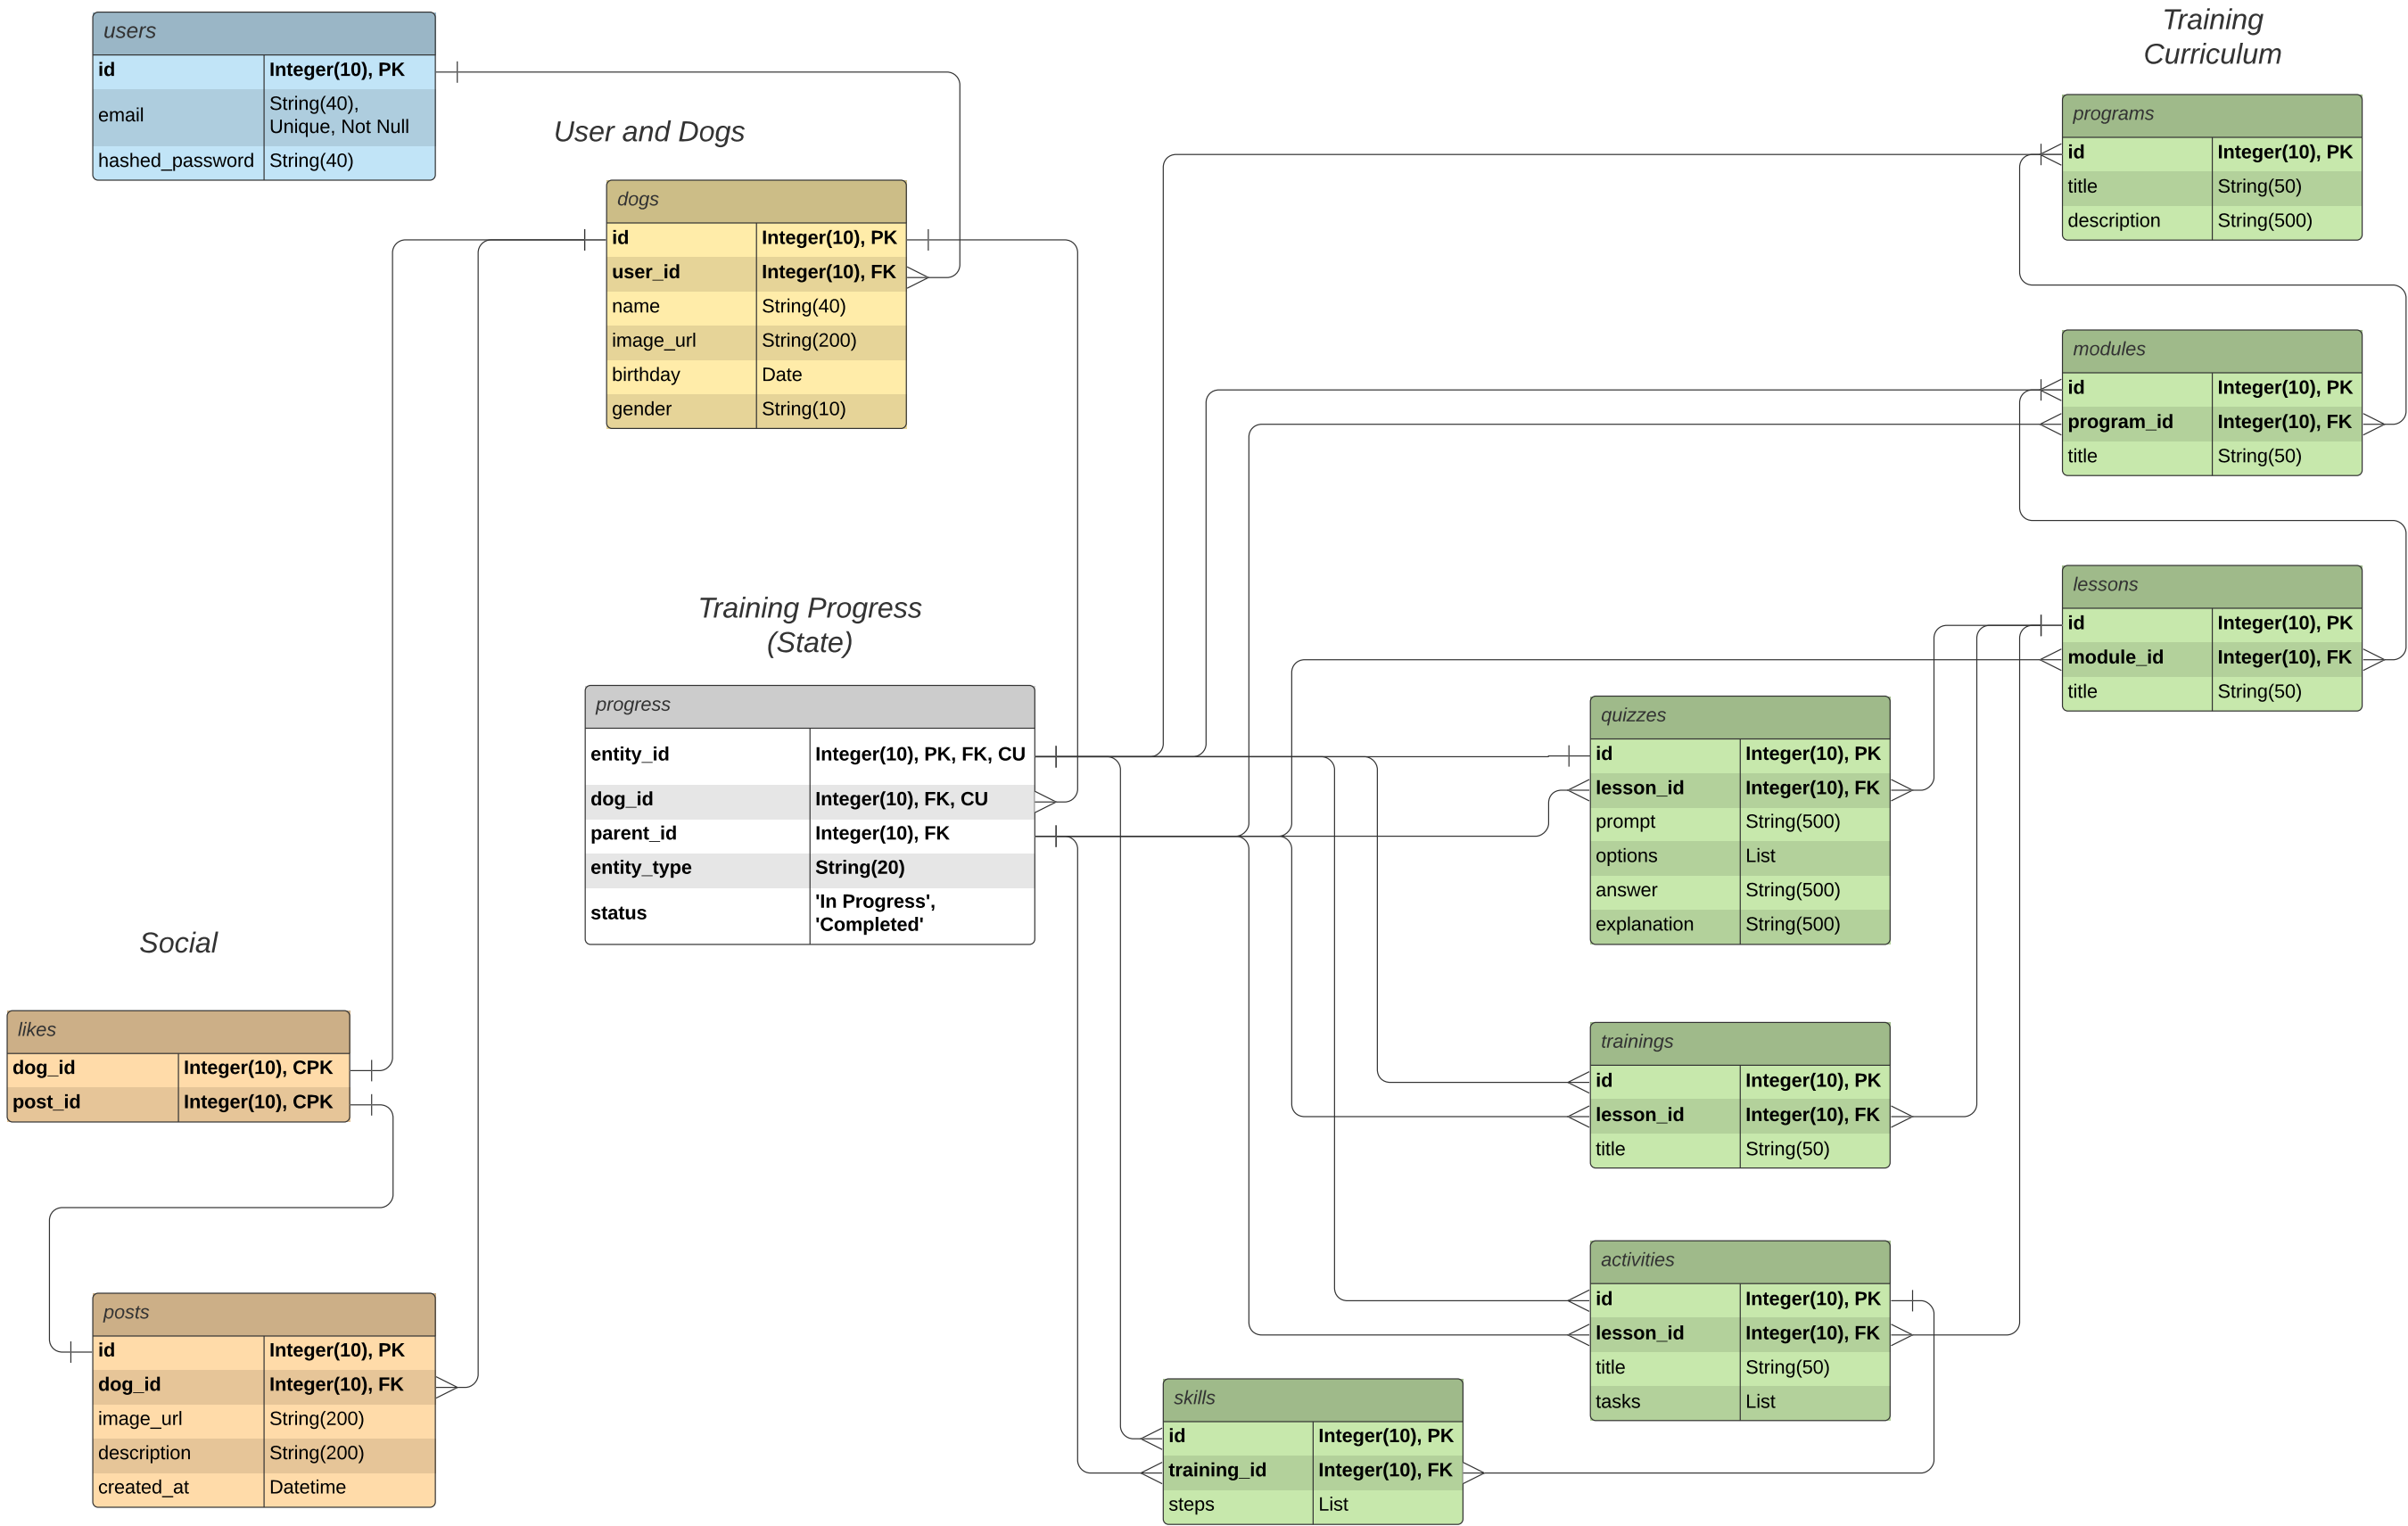 users
id Integer(10), PK
email String(40),
Unique, Not Null
hashed_password String(40)
User and Dogs
dogs
id Integer(10), PK
user_id Integer(10), FK
name String(40)
image_url String(200)
birthday Date
gender String(10)
Training Progress
(State)
progress
entity_id Integer(10), PK, FK, CU
dog_id Integer(10), FK, CU
parent_id Integer(10), FK
entity_type String(20)
status 'In Progress',
'Completed'
Social
likes
dog_id Integer(10), CPK
post_id Integer(10), CPK
posts
id Integer(10), PK
dog_id Integer(10), FK
image_url String(200)
description String(200)
created_at Datetime
Training
Curriculum
programs
id Integer(10), PK
title String(50)
description String(500)
modules
id Integer(10), PK
program_id Integer(10), FK
title String(50)
lessons
id Integer(10), PK
module_id Integer(10), FK
title String(50)
quizzes
id Integer(10), PK
lesson_id Integer(10), FK
prompt String(500)
options List
answer String(500)
explanation String(500)
trainings
id Integer(10), PK
lesson_id Integer(10), FK
title String(50)
activities
id Integer(10), PK
lesson_id Integer(10), FK
title String(50)
tasks List
skills
id Integer(10), PK
training_id Integer(10), FK
steps List